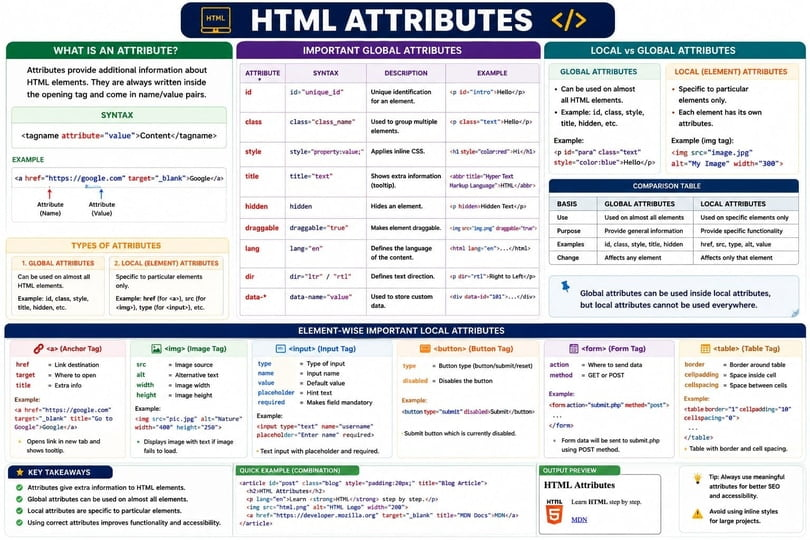 HTML
HTML ATTRIBUTES
</>
WHAT IS AN ATTRIBUTE?
Attributes provide additional information about
HTML elements. They are always written inside
the opening tag and come in name/value pairs.
SYNTAX
<tagname attribute="value">Content</tagname>
EXAMPLE
<a href="https://google.com" target="_blank">Google</a>
Attribute
(Name)
Attribute
(Value)
TYPES OF ATTRIBUTES
1. GLOBAL ATTRIBUTES
Can be used on almost all
HTML elements.
Example: id, class, style,
title, hidden, etc.
2. LOCAL (ELEMENT) ATTRIBUTES
Specific to particular
elements only.
Example: href (for <a>), src (for
<img>), type (for <input>), etc.
IMPORTANT GLOBAL ATTRIBUTES
ATTRIBUTE SYNTAX DESCRIPTION EXAMPLE
id id="unique_id" Unique identification for an element. <p id="intro">Hello</p>
class class="class_name" Used to group multiple elements. <p class="text">Hello</p>
style style="property:value;" Applies inline CSS. <h1 style="color:red">Hi</h1>
title title="text" Shows extra information (tooltip). <abbr title="Hyper Text Markup Language">HTML</abbr>
hidden hidden Hides an element. <p hidden>Hidden Text</p>
draggable draggable="true" Makes element draggable. <img src="img.png" draggable="true">
lang lang="en" Defines the language of the content. <html lang="en">...</html>
dir dir="ltr" / "rtl" Defines text direction. <p dir="rtl">Right to Left</p>
data-* data-name="value" Used to store custom data. <div data-id="101">...</div>
LOCAL vs GLOBAL ATTRIBUTES
GLOBAL ATTRIBUTES
• Can be used on almost
all HTML elements.
• Example: id, class, style,
title, hidden, etc.
Example:
<p id="para" class="text"
style="color:blue">Hello</p>
LOCAL (ELEMENT) ATTRIBUTES
• Specific to particular
elements only.
• Each element has its own
attributes.
Example (img tag):
<img src="image.jpg"
alt="My Image" width="300">
COMPARISON TABLE
BASIS GLOBAL ATTRIBUTES LOCAL ATTRIBUTES
Use Used on almost all elements Used on specific elements only
Purpose Provide general information Provide specific functionality
Examples id, class, style, title, hidden href, src, type, alt, value
Change Affects any element Affects only that element
Global attributes can be used inside local attributes,
but local attributes cannot be used everywhere.
ELEMENT-WISE IMPORTANT LOCAL ATTRIBUTES
<a> (Anchor Tag)
href • Link destination
target • Where to open
title • Extra info
Example:
<a href="https://google.com"
target="_blank" title="Go to
Google">Google</a>
• Opens link in new tab and
shows tooltip.
<img> (Image Tag)
src • Image source
alt • Alternative text
width • Image width
height • Image height
Example:
<img src="pic.jpg" alt="Nature"
width="400" height="250">
• Displays image with text if image
fails to load.
<input> (Input Tag)
type • Type of input
name • Input name
value • Default value
placeholder • Hint text
required • Makes field mandatory
Example:
<input type="text" name="username"
placeholder="Enter name" required>
• Text input with placeholder and required.
<button> (Button Tag)
type • Button type (button/submit/reset)
disabled • Disables the button
Example:
<button type="submit" disabled>Submit</button>
• Submit button which is currently disabled.
<form> (Form Tag)
action • Where to send data
method • GET or POST
Example:
<form action="submit.php" method="post">
...
</form>
• Form data will be sent to submit.php
using POST method.
<table> (Table Tag)
border • Border around table
cellpadding • Space inside cell
cellspacing • Space between cells
Example:
<table border="1" cellpadding="10"
cellspacing="0">
...
</table>
• Table with border and cell spacing.
KEY TAKEAWAYS
Attributes give extra information to HTML elements.
Global attributes can be used on almost all elements.
Local attributes are specific to particular elements.
Using correct attributes improves functionality and accessibility.
QUICK EXAMPLE (COMBINATION)
<article id="post" class="blog" style="padding:20px;" title="Blog Article">
<h2>HTML Attributes</h2>
<p lang="en">Learn <strong>HTML</strong> step by step.</p>
<img src="html.png" alt="HTML Logo" width="200">
<a href="https://developer.mozilla.org" target="_blank" title="MDN Docs">MDN</a>
</article>
OUTPUT PREVIEW
HTML Attributes
HTML
5
Learn HTML step by step.
MDN
Tip: Always use meaningful
attributes for better SEO
and accessibility.
Avoid using inline styles
for large projects.